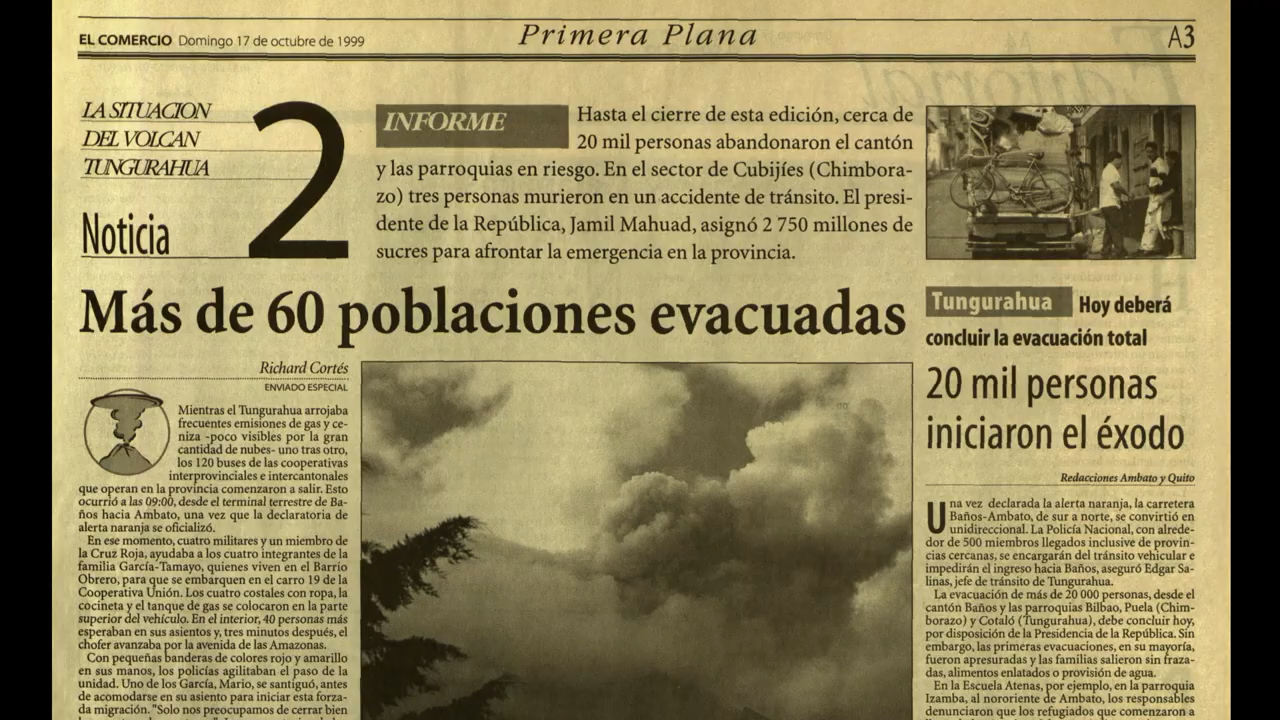 EL COMERCIO Domingo 17 de octubre de 1999
Primera Plana
A3
LA SITUACION
DEL VOLCAN
TUNGURAHUA
Noticia
2
INFORME
Hasta el cierre de esta edición, cerca de
20 mil personas abandonaron el cantón
y las parroquias en riesgo. En el sector de Cubijíes (Chimbora-
zo) tres personas murieron en un accidente de tránsito. El presi-
dente de la República, Jamil Mahuad, asignó 2 750 millones de
sucres para afrontar la emergencia en la provincia.
Más de 60 poblaciones evacuadas
Richard Cortés
ENVIADO ESPECIAL
Mientras el Tungurahua arrojaba
frecuentes emisiones de gas y ce-
niza -poco visibles por la gran
cantidad de nubes- uno tras otro,
los 120 buses de las cooperativas
interprovinciales e intercantonales
que operan en la provincia comenzaron a salir. Esto
ocurrió a las 09:00, desde el terminal terrestre de Ba-
ños hacia Ambato, una vez que la declaratoria de
alerta naranja se oficializó.
En ese momento, cuatro militares y un miembro de
la Cruz Roja, ayudaba a los cuatro integrantes de la
familia García-Tamayo, quienes viven en el Barrio
Obrero, para que se embarquen en el carro 19 de la
Cooperativa Unión. Los cuatro costales con ropa, la
cocineta y el tanque de gas se colocaron en la parte
superior del vehículo. En el interior, 40 personas más
esperaban en sus asientos y, tres minutos después, el
chofer avanzaba por la avenida de las Amazonas.
Con pequeñas banderas de colores rojo y amarillo
en sus manos, los policías agilitaban el paso de la
unidad. Uno de los García, Mario, se santiguó, antes
de acomodarse en su asiento para iniciar esta forza-
da migración. "Solo nos preocupamos de cerrar bien
Tungurahua Hoy deberá
concluir la evacuación total
20 mil personas
iniciaron el éxodo
Redacciones Ambato y Quito
Una vez declarada la alerta naranja, la carretera
Baños-Ambato, de sur a norte, se convirtió en
unidireccional. La Policía Nacional, con alrede-
dor de 500 miembros llegados inclusive de provin-
cias cercanas, se encargarán del tránsito vehicular e
impedirán el ingreso hacia Baños, aseguró Edgar Sa-
linas, jefe de tránsito de Tungurahua.
La evacuación de más de 20 000 personas, desde el
cantón Baños y las parroquias Bilbao, Puela (Chim-
borazo) y Cotaló (Tungurahua), debe concluir hoy,
por disposición de la Presidencia de la República. Sin
embargo, las primeras evacuaciones, en su mayoría,
fueron apresuradas y las familias salieron sin fraza-
das, alimentos enlatados o provisión de agua.
En la Escuela Atenas, por ejemplo, en la parroquia
Izamba, al nororiente de Ambato, los responsables
denunciaron que los refugiados que comenzaron a